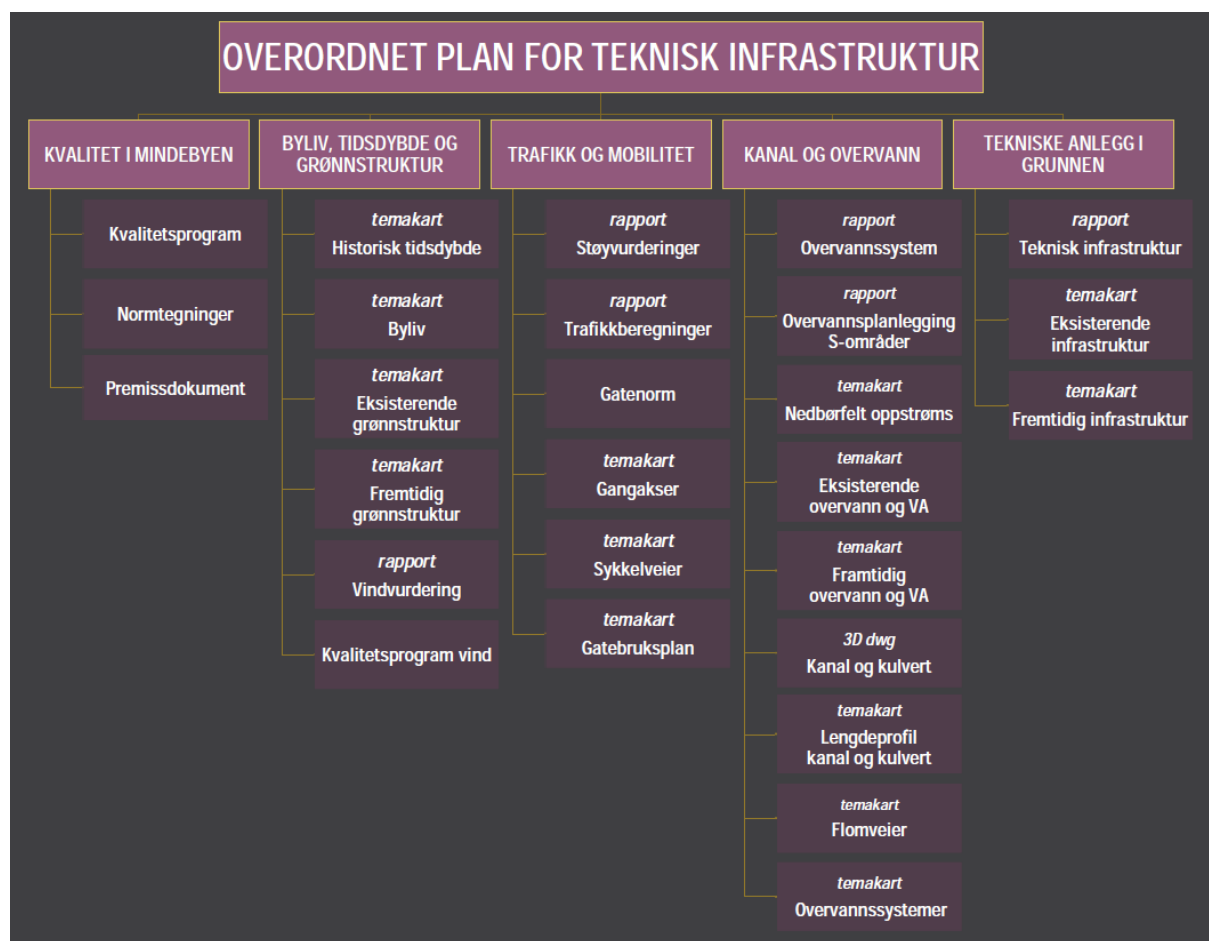 OVERORDNET PLAN FOR TEKNISK INFRASTRUKTUR
KVALITET I MINDEBYEN
Kvalitetsprogram
Normtegninger
Premissdokument
BYLIV, TIDSDYBDE OG
GRØNNSTRUKTUR
temakart
Historisk tidsdybde
temakart
Byliv
temakart
Eksisterende
grønnstruktur
temakart
Fremtidig
grønnstruktur
rapport
Vindvurdering
Kvalitetsprogram vind
TRAFIKK OG MOBILITET
rapport
Støyvurderinger
rapport
Trafikkberegninger
Gatenorm
temakart
Gangakser
temakart
Sykkelveier
temakart
Gatebruksplan
KANAL OG OVERVANN
rapport
Overvannssystem
rapport
Overvannsplanlegging
S-områder
temakart
Nedbørfelt oppstrøms
temakart
Eksisterende
overvann og VA
temakart
Framtidig
overvann og VA
3D dwg
Kanal og kulvert
temakart
Lengdeprofil
kanal og kulvert
temakart
Flomveier
temakart
Overvannssystemer
TEKNISKE ANLEGG I
GRUNNEN
rapport
Teknisk infrastruktur
temakart
Eksisterende
infrastruktur
temakart
Fremtidig infrastruktur